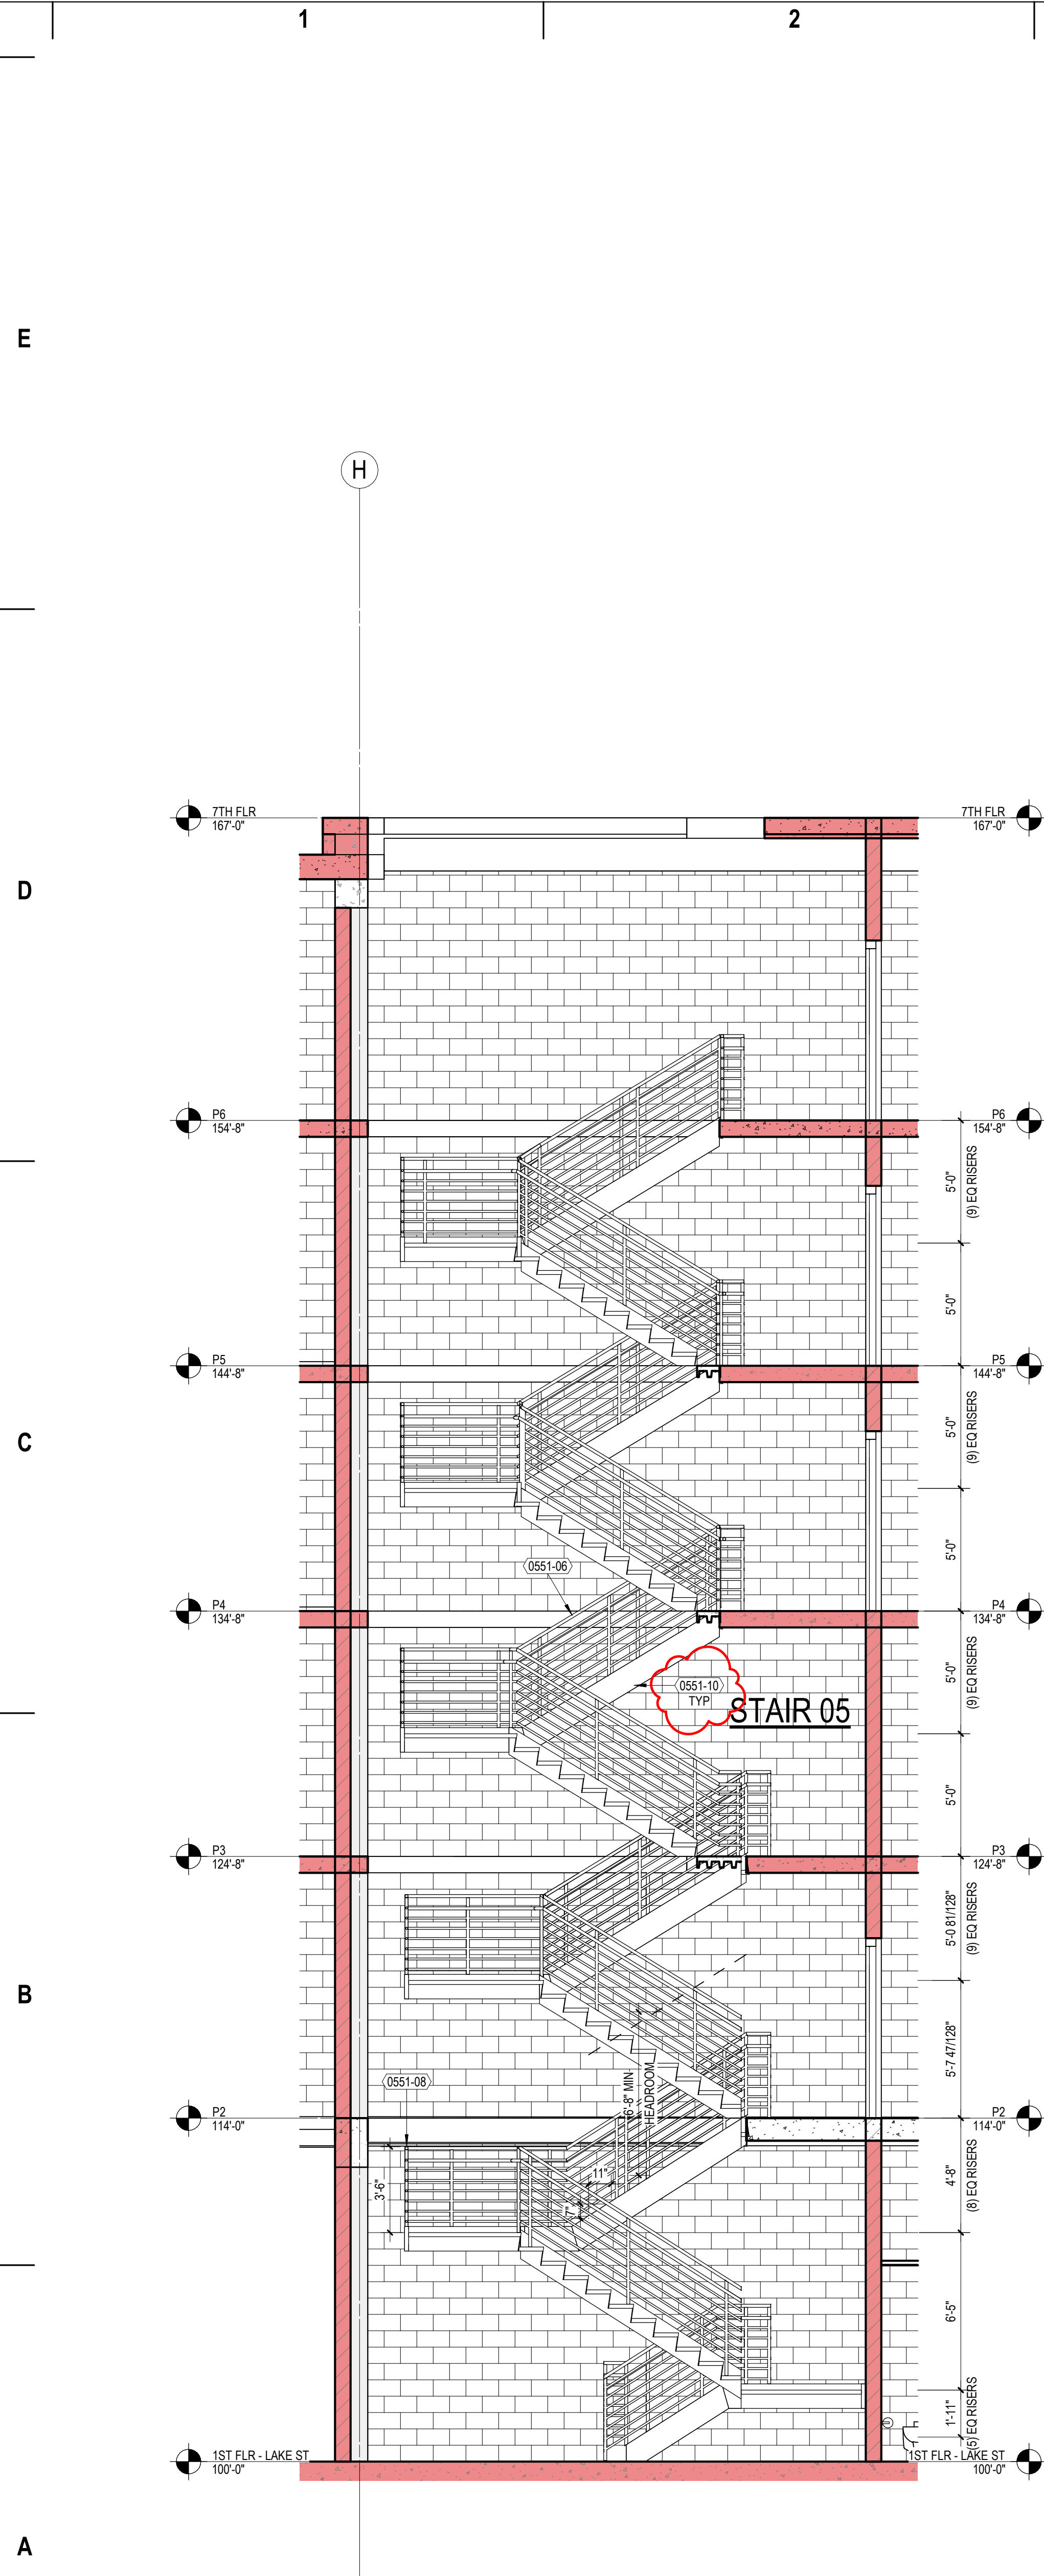 1
2
E
H
7TH FLR
167'-0"
7TH FLR
167'-0"
D
P6
154'-8"
P6
154'-8"
5'-0"
(9) EQ RISERS
5'-0"
P5
144'-8"
P5
144'-8"
C
5'-0"
(9) EQ RISERS
5'-0"
0551-06
P4
134'-8"
P4
134'-8"
5'-0"
(9) EQ RISERS
0551-10
TYP
STAIR 05
5'-0"
P3
124'-8"
P3
124'-8"
5'-0 81/128"
(9) EQ RISERS
B
5'-7 47/128"
6'-8" MIN
HEADROOM
0551-08
P2
114'-0"
P2
114'-0"
4'-8"
(8) EQ RISERS
3'-6"
11"
7"
6'-5"
1'-11"
(5) EQ RISERS
1ST FLR - LAKE ST
100'-0"
1ST FLR - LAKE ST
100'-0"
A